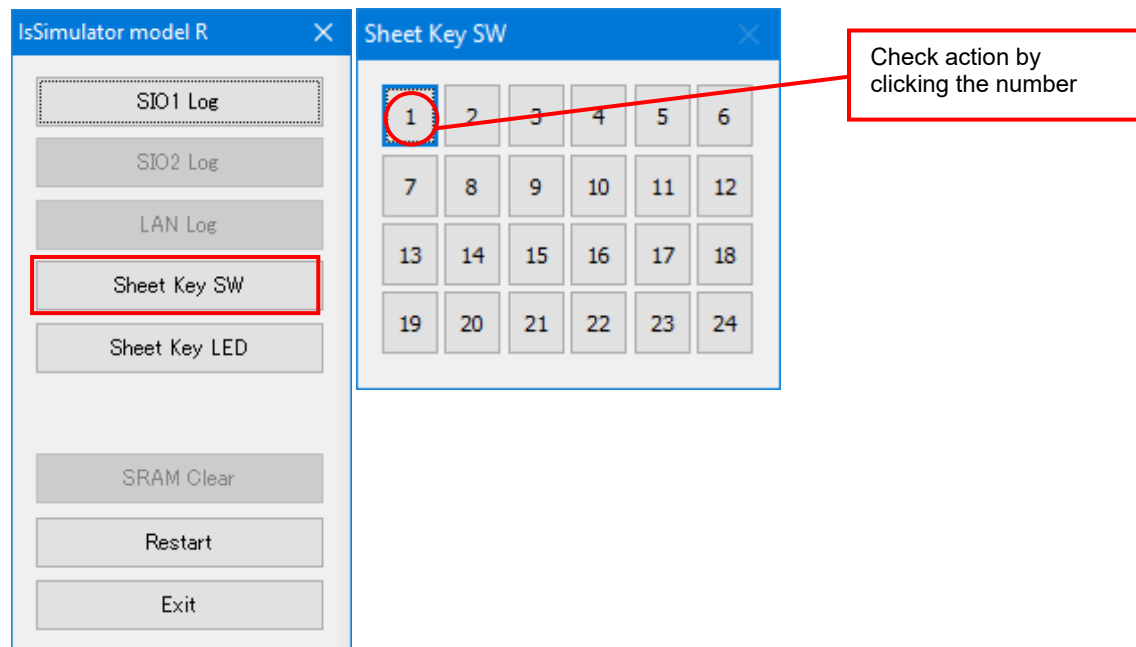 IsSimulator model R
SIO1 Log
SIO2 Log
LAN Log
Sheet Key SW
Sheet Key LED
SRAM Clear
Restart
Exit
Sheet Key SW
1 2 3 4 5 6
7 8 9 10 11 12
13 14 15 16 17 18
19 20 21 22 23 24
Check action by
clicking the number